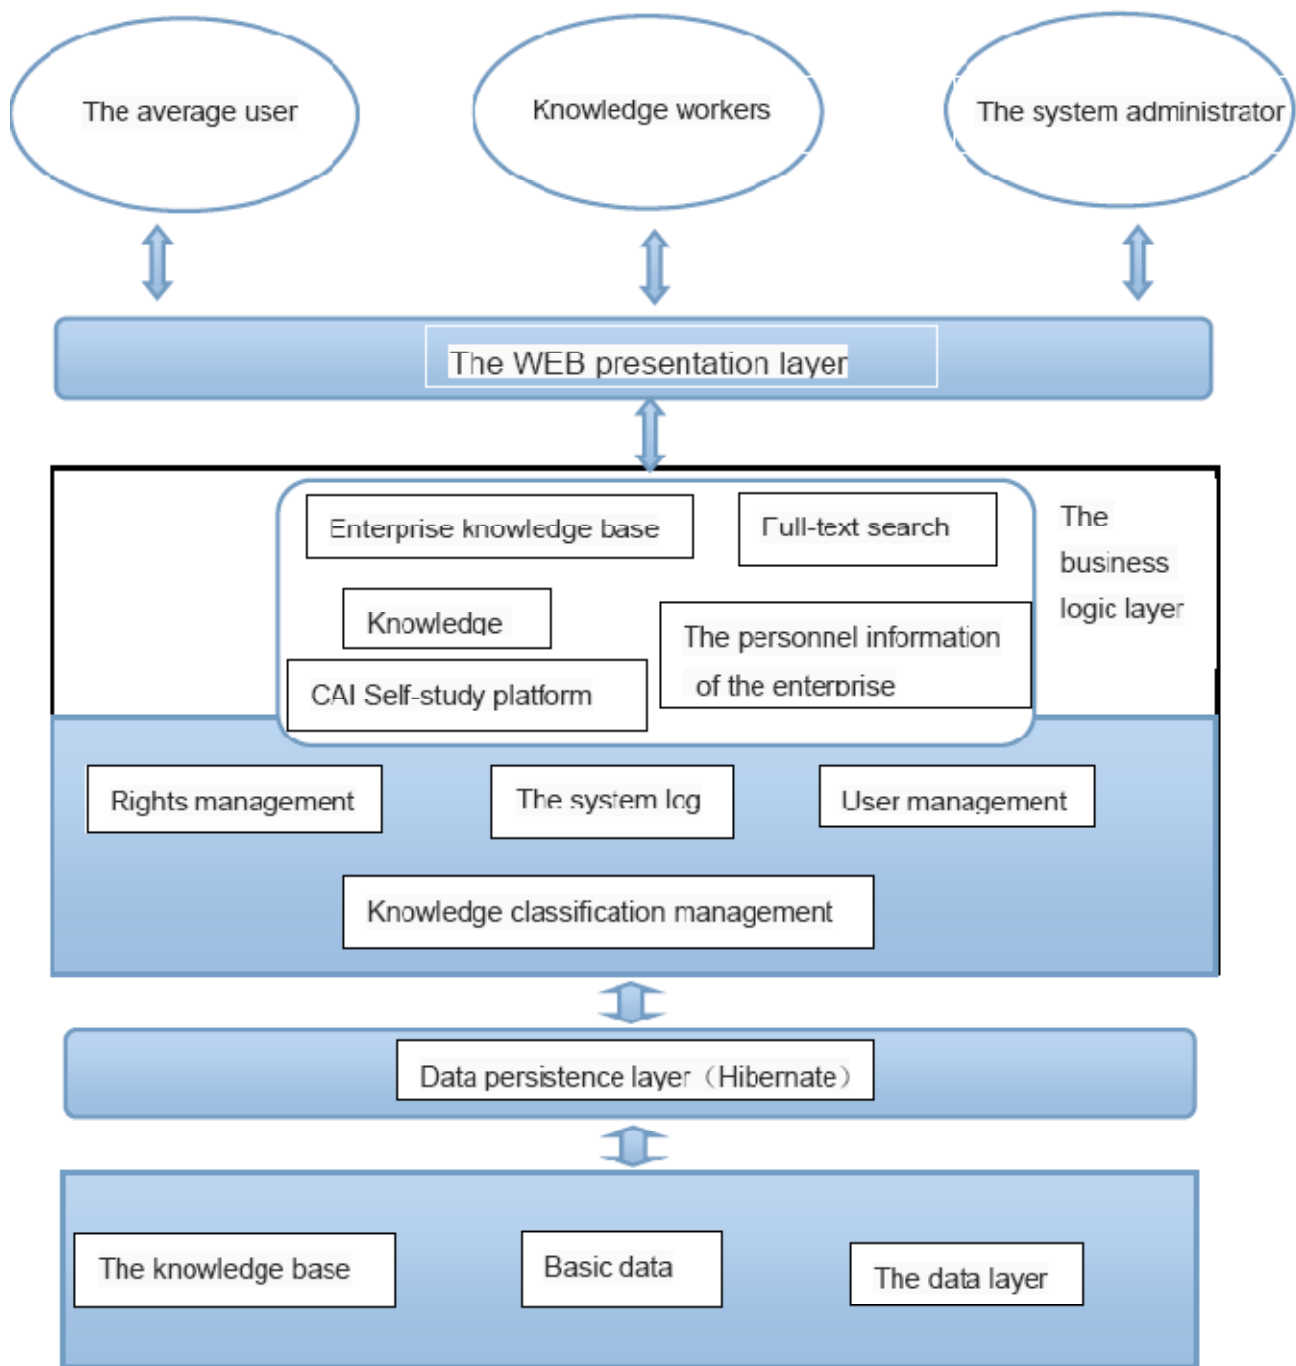 The average user
Knowledge workers
The system administrator
The WEB presentation layer
Enterprise knowledge base
Full-text search
The
business
logic layer
Knowledge
The personnel information
of the enterprise
CAI Self-study platform
Rights management
The system log
User management
Knowledge classification management
Data persistence layer（Hibernate）
The knowledge base
Basic data
The data layer